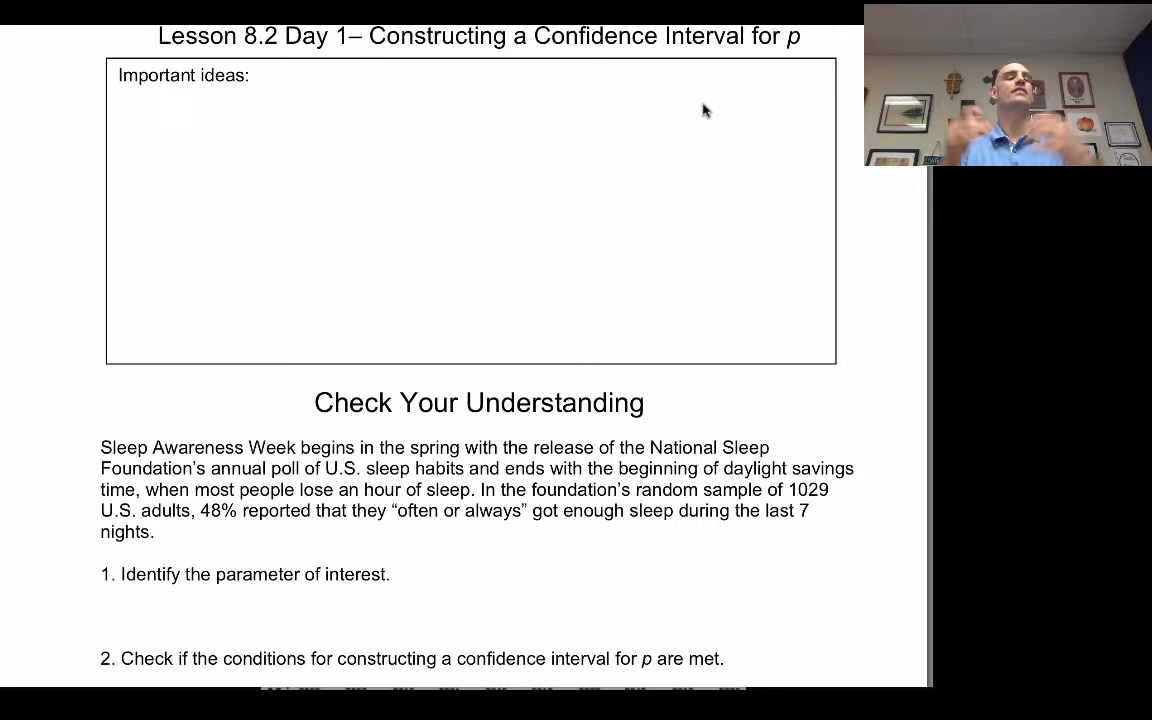 Lesson 8.2 Day 1– Constructing a Confidence Interval for p
Important ideas:
Check Your Understanding
Sleep Awareness Week begins in the spring with the release of the National Sleep
Foundation’s annual poll of U.S. sleep habits and ends with the beginning of daylight savings
time, when most people lose an hour of sleep. In the foundation’s random sample of 1029
U.S. adults, 48% reported that they “often or always” got enough sleep during the last 7
nights.
1. Identify the parameter of interest.
2. Check if the conditions for constructing a confidence interval for p are met.